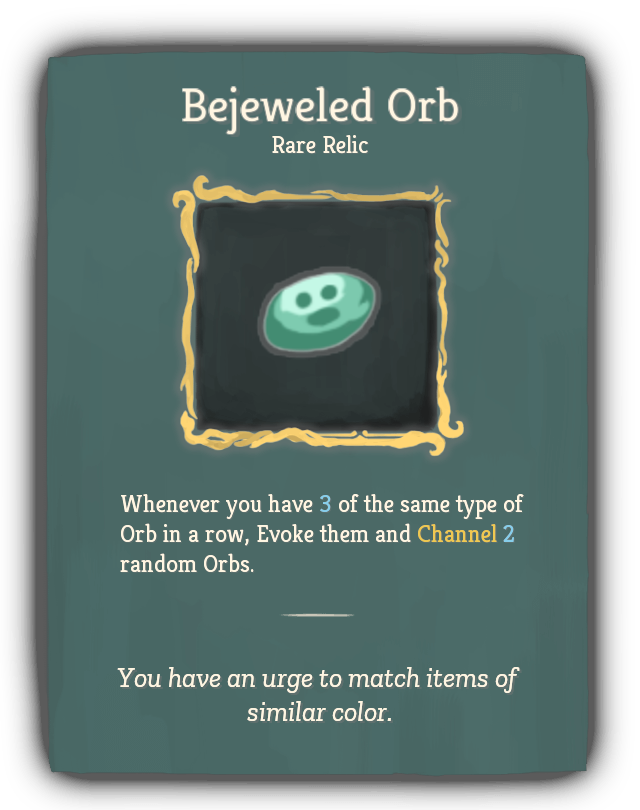 Bejeweled Orb
Rare Relic
Whenever you have 3 of the same type of
Orb in a row, Evoke them and Channel 2
random Orbs.
You have an urge to match items of
similar color.